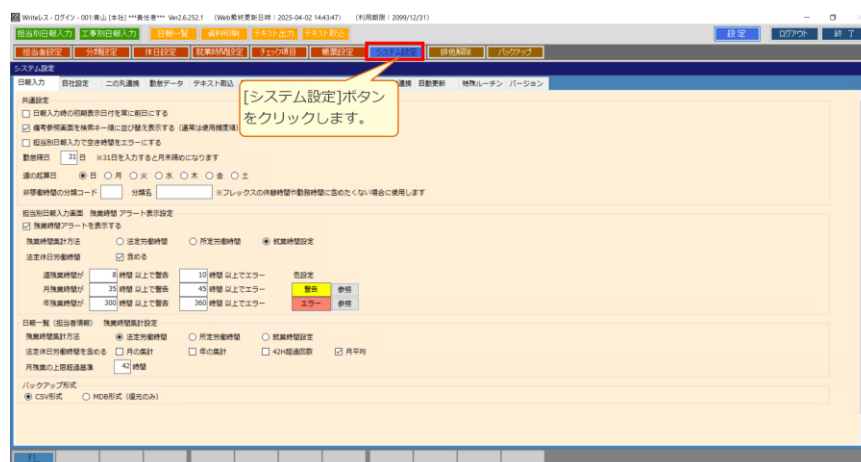 Writeレス - ログイン - 001:青山 [本社] ***責任者*** Ver2.6.252.1 (Web最終更新日時：2025-04-02 14:43:47) (利用期限：2099/12/31)
担当別日報入力 工事別日報入力 日報一覧 資料印刷 テキスト出力 テキスト取込 設 定 ログアウト 終 了
担当者設定 分類設定 休日設定 就業時間設定 チェック項目 帳票設定 システム設定 排他解除 バックアップ
システム設定
日報入力 自社設定 二の丸連携 勤怠データ テキスト取込 連携 自動更新 特殊ルーチン バージョン
[システム設定]ボタン
をクリックします。
共通設定
日報入力時の初期表示日付を常に前日にする
備考参照画面を検索キー順に並び替え表示する（通常は使用頻度順）
担当別日報入力で空き時間をエラーにする
勤怠締日 31 日 ※31日を入力すると月末締めになります
週の起算日 日 月 火 水 木 金 土
非稼働時間の分類コード 分類名 ※フレックスの休憩時間や勤務時間に含めたくない場合に使用します
担当別日報入力画面 残業時間 アラート表示設定
残業時間アラートを表示する
残業時間集計方法 法定労働時間 所定労働時間 就業時間設定
法定休日労働時間 含める
週残業時間が 8 時間 以上で警告 10 時間 以上でエラー 色設定
月残業時間が 35 時間 以上で警告 45 時間 以上でエラー 警告 参照
年残業時間が 300 時間 以上で警告 360 時間 以上でエラー エラー 参照
日報一覧（担当者情報） 残業時間集計設定
残業時間集計方法 法定労働時間 所定労働時間 就業時間設定
法定休日労働時間を含める 月の集計 年の集計 42H超過回数 月平均
月残業の上限超過基準 42 時間
バックアップ形式
CSV形式 MDB形式（復元のみ）
F1